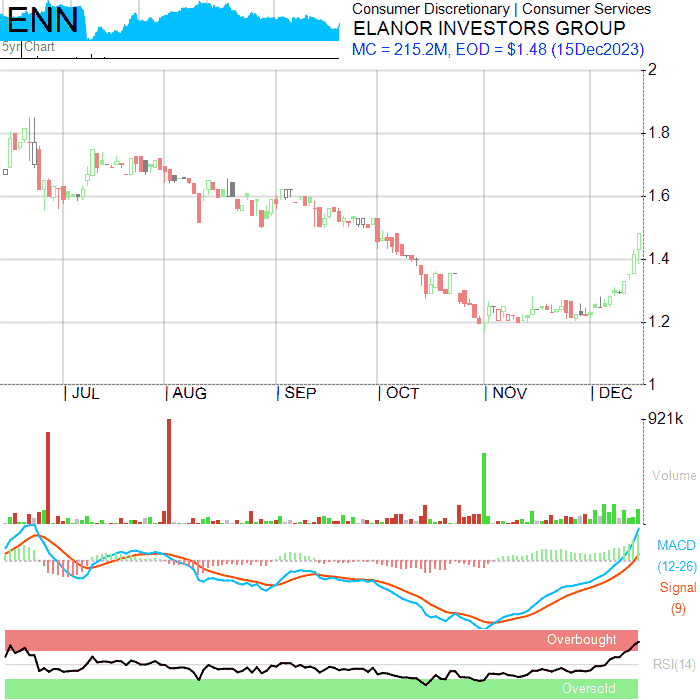 ENN
5yr Chart
Consumer Discretionary | Consumer Services
ELANOR INVESTORS GROUP
MC = 215.2M, EOD = $1.48 (15Dec2023)
2
1.8
1.6
1.4
1.2
1
| JUL | AUG | SEP | OCT | NOV | DEC
921k
Volume
MACD
(12-26)
Signal
(9)
Overbought
RSI(14)
Oversold